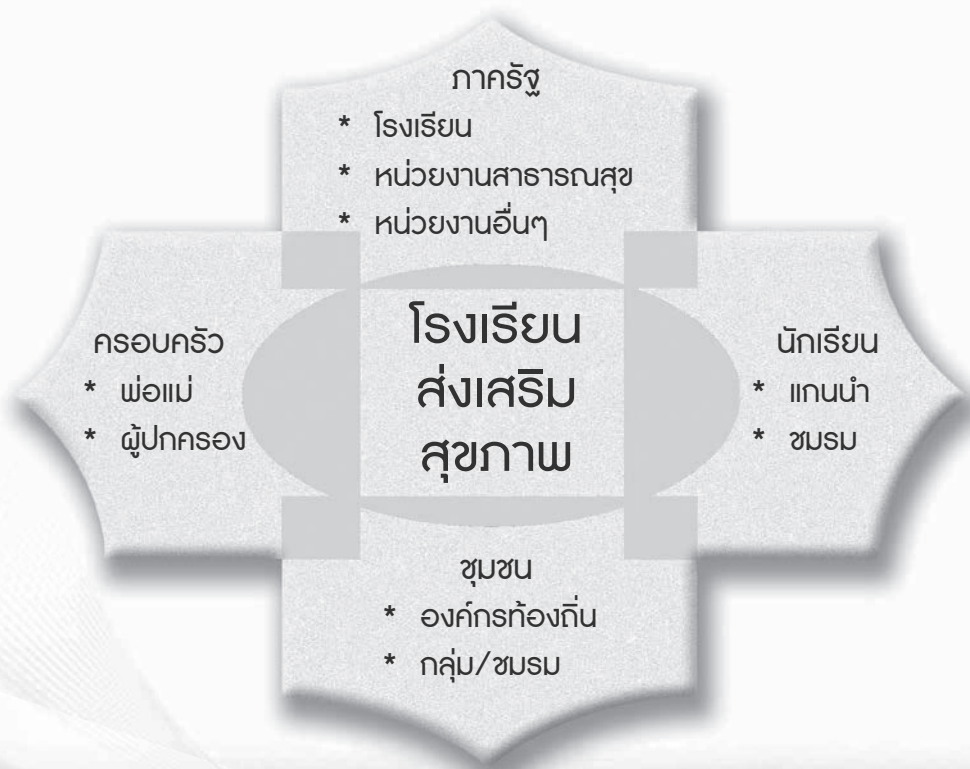 ภาครัฐ
* โรงเรียน
* หน่วยงานสาธารณสุข
* หน่วยงานอื่นๆ
ครอบครัว
* พ่อแม่
* ผู้ปกครอง
โรงเรียน
ส่งเสริม
สุขภาพ
นักเรียน
* แกนนำ
* ชมรม
ชุมชน
* องค์กรท้องถิ่น
* กลุ่ม/ชมรม